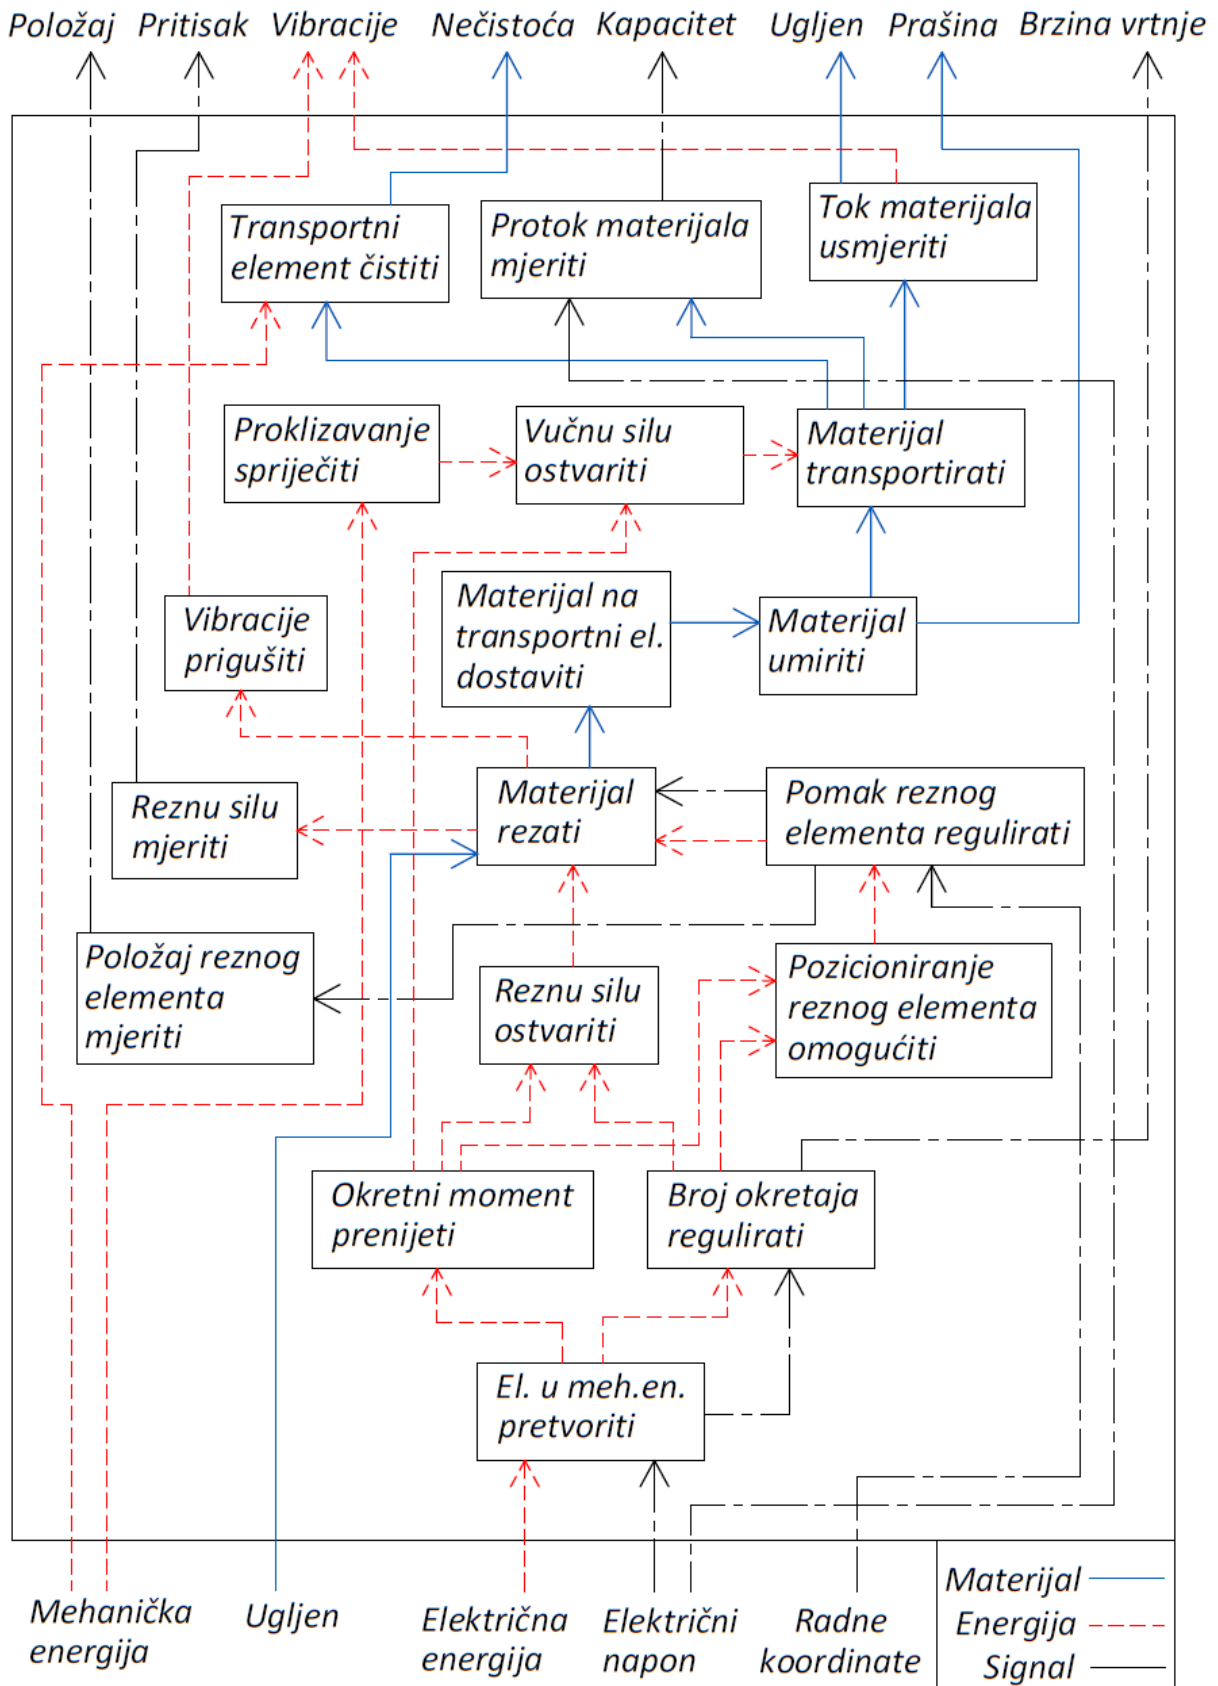 Položaj Pritisak Vibracije Nečistoća Kapacitet Ugljen Prašina Brzina vrtnje
Transportni
element čistiti
Protok materijala
mjeriti
Tok materijala
usmjeriti
Proklizavanje
spriječiti
Vučnu silu
ostvariti
Materijal
transportirati
Vibracije
prigušiti
Materijal na
transportni el.
dostaviti
Materijal
umiriti
Reznu silu
mjeriti
Materijal
rezati
Pomak reznog
elementa regulirati
Položaj reznog
elementa
mjeriti
Reznu silu
ostvariti
Pozicioniranje
reznog elementa
omogućiti
Okretni moment
prenijeti
Broj okretaja
regulirati
El. u meh.en.
pretvoriti
Mehanička
energija
Ugljen
Električna
energija
Električni
napon
Radne
koordinate
Materijal
Energija
Signal